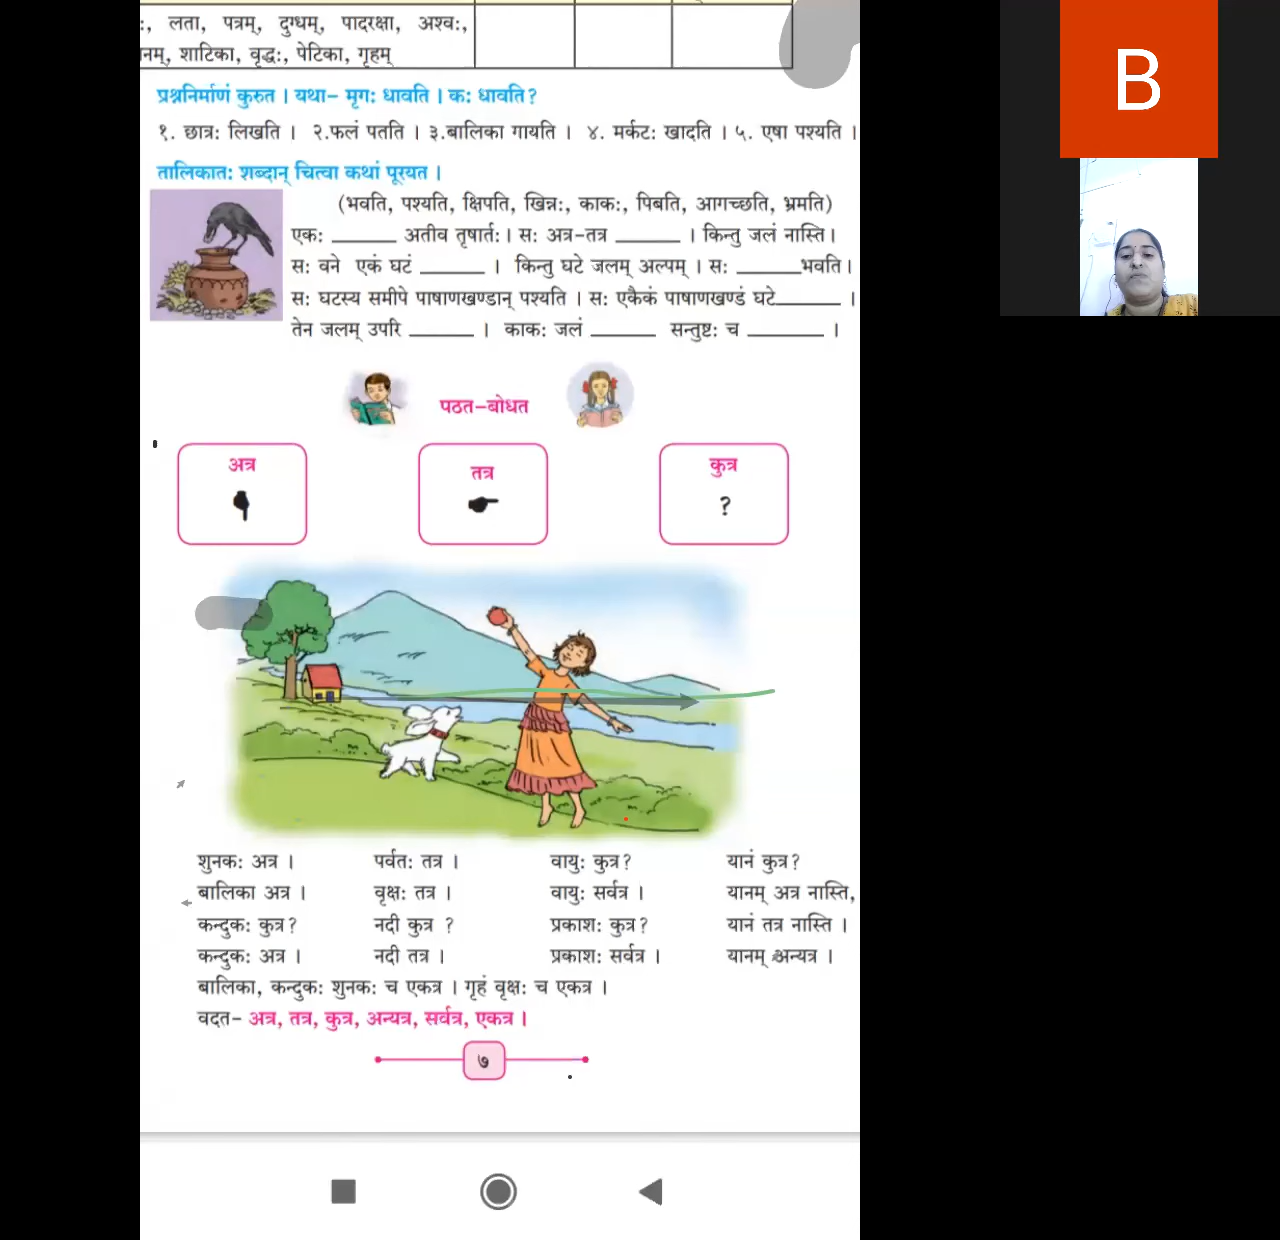 लता, पत्रम्, दुग्धम्, पादरक्षा, अश्वः,
शाटिका, वृद्धः, पेटिका, गृहम्
B
प्रश्ननिर्माणं कुरुत । यथा- मृगः धावति । कः धावति ?
१. छात्रः लिखति । २.फलं पतति । ३.बालिका गायति । ४. मर्कटः खादति । ५. एषा पश्यति ।
तालिकातः शब्दान् चित्वा कथां पूरयत ।
(भवति, पश्यति, क्षिपति, खिन्नः, काकः, पिबति, आगच्छति, भ्रमति)
एकः ______ अतीव तृषार्तः । सः अत्र-तत्र ______ । किन्तु जलं नास्ति ।
सः वने एकं घटं ______ । किन्तु घटे जलम् अल्पम् । सः ______भवति ।
सः घटस्य समीपे पाषाणखण्डान् पश्यति । सः एकैकं पाषाणखण्डं घटे______ ।
तेन जलम् उपरि ______ । काकः जलं ______ सन्तुष्टः च ______ ।
पठत-बोधत
अत्र
तत्र
कुत्र
?
शुनकः अत्र । पर्वतः तत्र । वायुः कुत्र ? यानं कुत्र ?
बालिका अत्र । वृक्षः तत्र । वायुः सर्वत्र । यानम् अत्र नास्ति,
कन्दुकः कुत्र ? नदी कुत्र ? प्रकाशः कुत्र ? यानं तत्र नास्ति ।
कन्दुकः अत्र । नदी तत्र । प्रकाशः सर्वत्र । यानम् अन्यत्र ।
बालिका, कन्दुकः शुनकः च एकत्र । गृहं वृक्षः च एकत्र ।
वदत- अत्र, तत्र, कुत्र, अन्यत्र, सर्वत्र, एकत्र ।
७